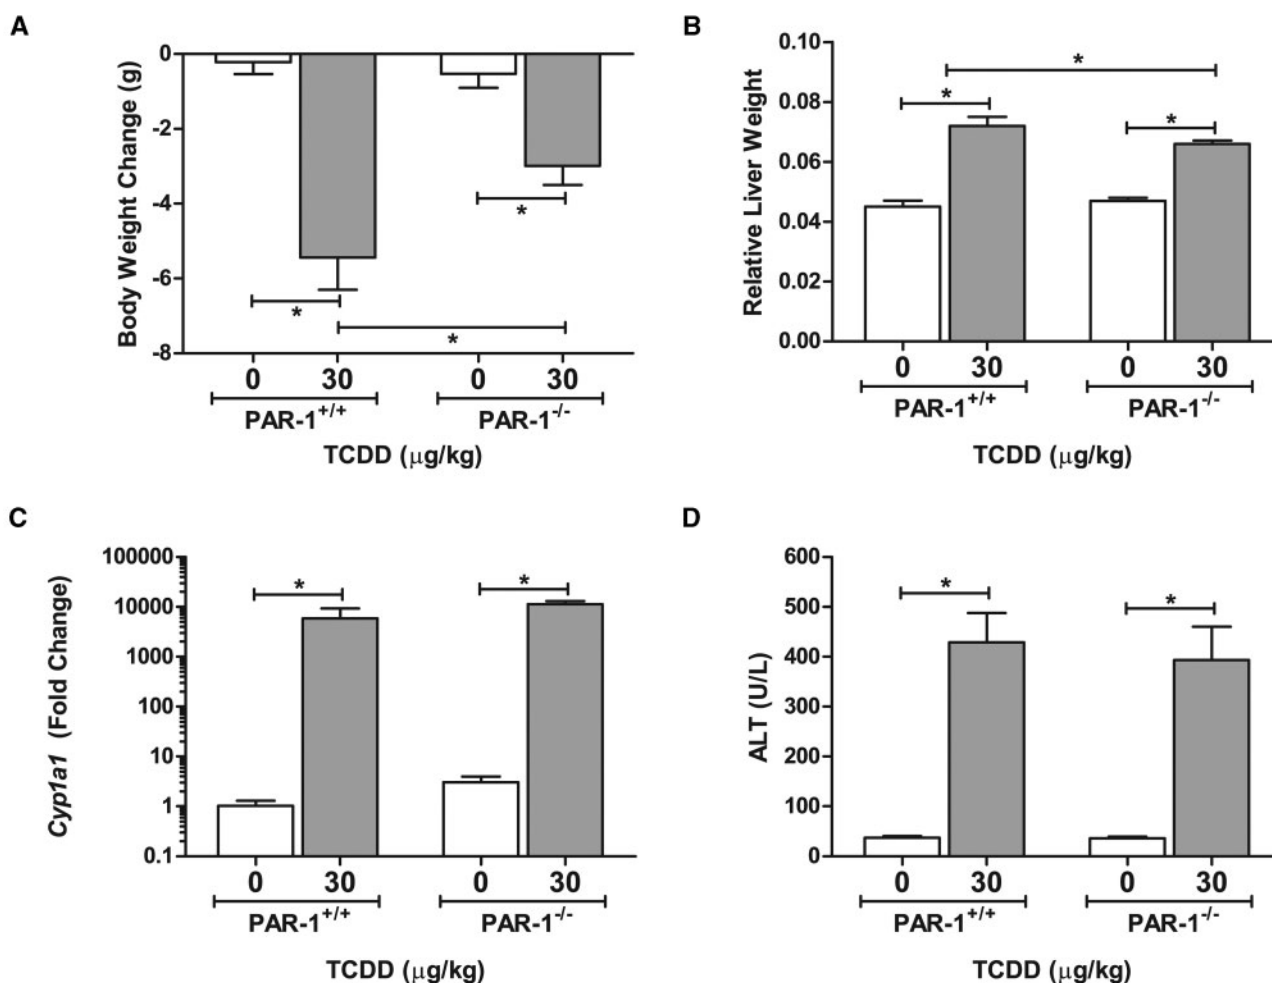 A
Body Weight Change (g)
0
-2
-4
-6
-8
*
*
*
0 30 0 30
PAR-1+/+ PAR-1-/-
TCDD (μg/kg)
B
Relative Liver Weight
0.10
0.08
0.06
0.04
0.02
0.00
*
*
*
0 30 0 30
PAR-1+/+ PAR-1-/-
TCDD (μg/kg)
C
Cyp1a1 (Fold Change)
100000
10000
1000
100
10
1
0.1
* *
0 30 0 30
PAR-1+/+ PAR-1-/-
TCDD (μg/kg)
D
ALT (U/L)
600
500
400
300
200
100
0
* *
0 30 0 30
PAR-1+/+ PAR-1-/-
TCDD (μg/kg)